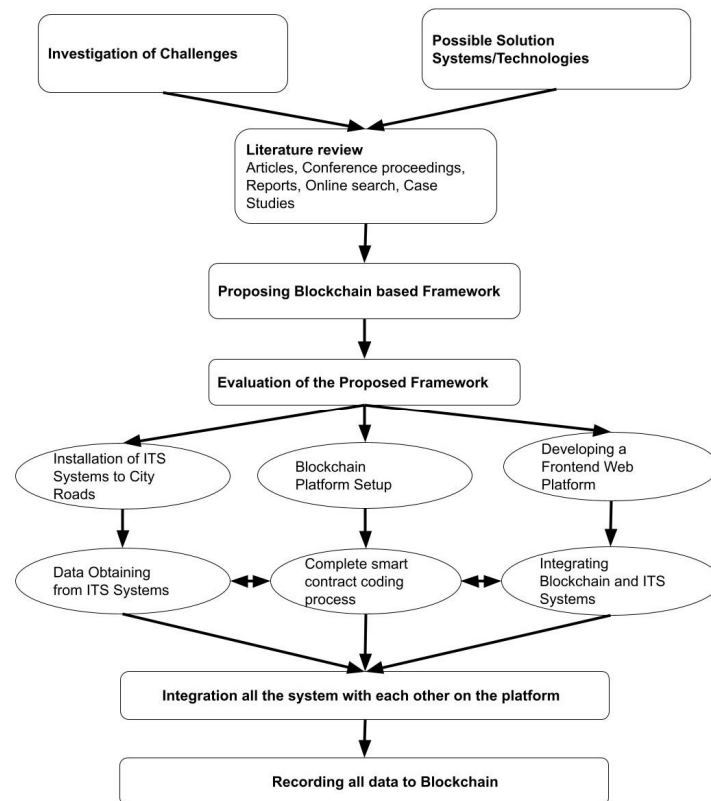 Investigation of Challenges
Possible Solution
Systems/Technologies
Literature review
Articles, Conference proceedings,
Reports, Online search, Case
Studies
Proposing Blockchain based Framework
Evaluation of the Proposed Framework
Installation of ITS
Systems to City
Roads
Blockchain
Platform Setup
Developing a
Frontend Web
Platform
Data Obtaining
from ITS Systems
Complete smart
contract coding
process
Integrating
Blockchain and ITS
Systems
Integration all the system with each other on the platform
Recording all data to Blockchain